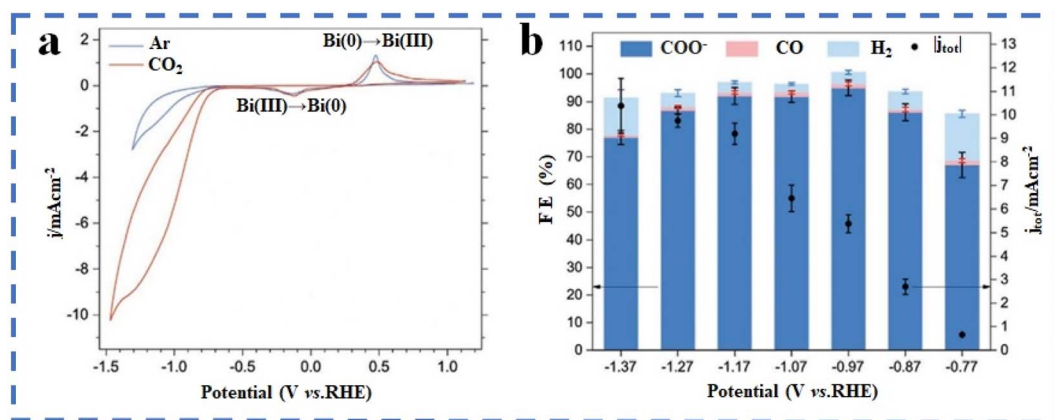 a
Ar
CO₂
Bi(0)→Bi(III)
Bi(III)→Bi(0)
2
0
-2
-4
-6
-8
-10
j/mAcm⁻²
-1.5 -1.0 -0.5 0.0 0.5 1.0
Potential (V vs.RHE)
b
COO⁻ CO H₂ |jtot|
110
100
90
80
70
60
50
40
30
20
10
0
FE (%)
13
12
11
10
9
8
7
6
5
4
3
2
1
0
jtot/mAcm⁻²
-1.37 -1.27 -1.17 -1.07 -0.97 -0.87 -0.77
Potential (V vs.RHE)